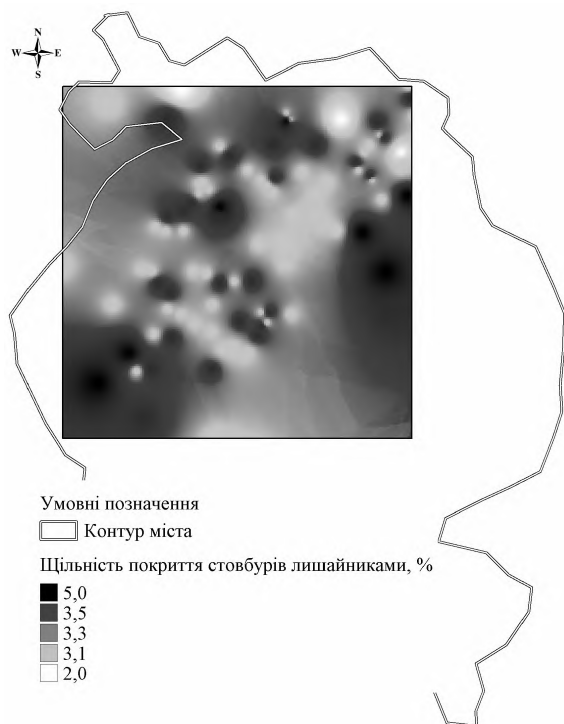 N
W E
S
Умовні позначення
Контур міста
Щільність покриття стовбурів лишайниками, %
5,0
3,5
3,3
3,1
2,0